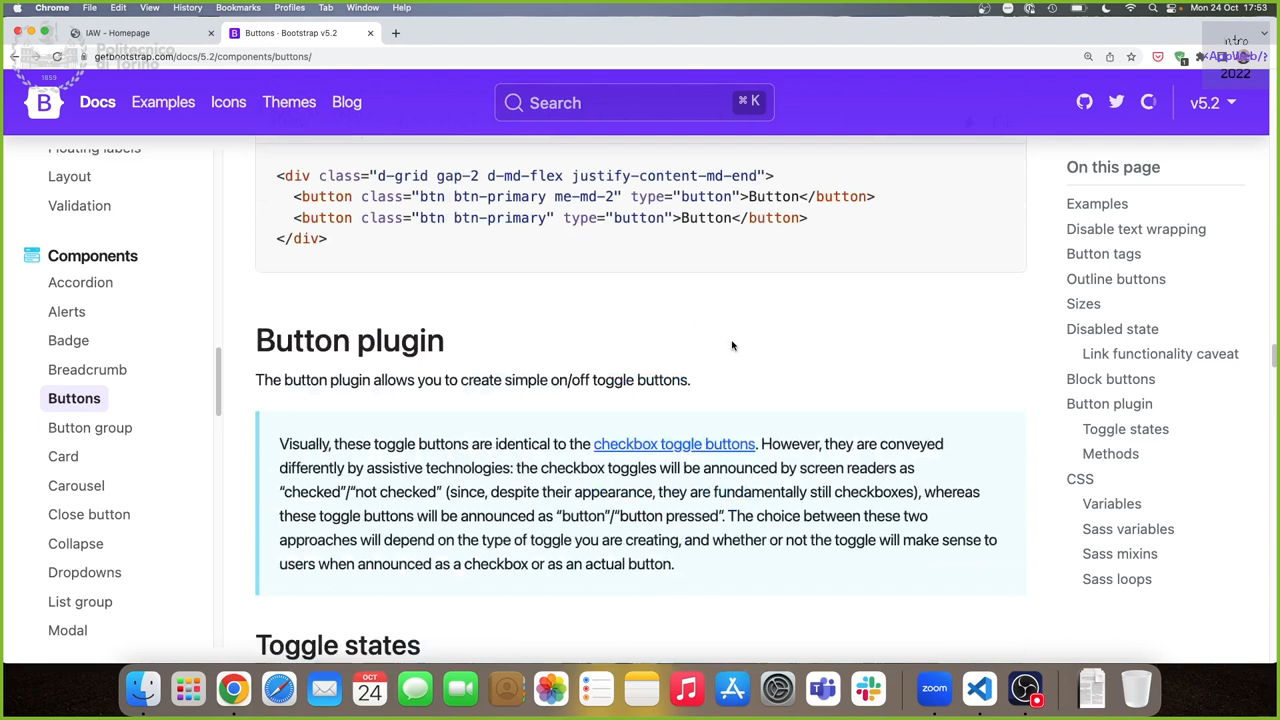 Chrome File Edit View History Bookmarks Profiles Tab Window Help
Mon 24 Oct 17:53
IAW - Homepage
Buttons · Bootstrap v5.2
getbootstrap.com/docs/5.2/components/buttons/
Politecnico
di Torino
1859
intro
<AppWeb/>
2022
B Docs Examples Icons Themes Blog
Search ⌘ K
v5.2
Floating labels
Layout
Validation
Components
Accordion
Alerts
Badge
Breadcrumb
Buttons
Button group
Card
Carousel
Close button
Collapse
Dropdowns
List group
Modal
<div class="d-grid gap-2 d-md-flex justify-content-md-end">
<button class="btn btn-primary me-md-2" type="button">Button</button>
<button class="btn btn-primary" type="button">Button</button>
</div>
Button plugin
The button plugin allows you to create simple on/off toggle buttons.
Visually, these toggle buttons are identical to the checkbox toggle buttons. However, they are conveyed
differently by assistive technologies: the checkbox toggles will be announced by screen readers as
“checked”/“not checked” (since, despite their appearance, they are fundamentally still checkboxes), whereas
these toggle buttons will be announced as “button”/“button pressed”. The choice between these two
approaches will depend on the type of toggle you are creating, and whether or not the toggle will make sense to
users when announced as a checkbox or as an actual button.
Toggle states
On this page
Examples
Disable text wrapping
Button tags
Outline buttons
Sizes
Disabled state
Link functionality caveat
Block buttons
Button plugin
Toggle states
Methods
CSS
Variables
Sass variables
Sass mixins
Sass loops
OCT
24
zoom